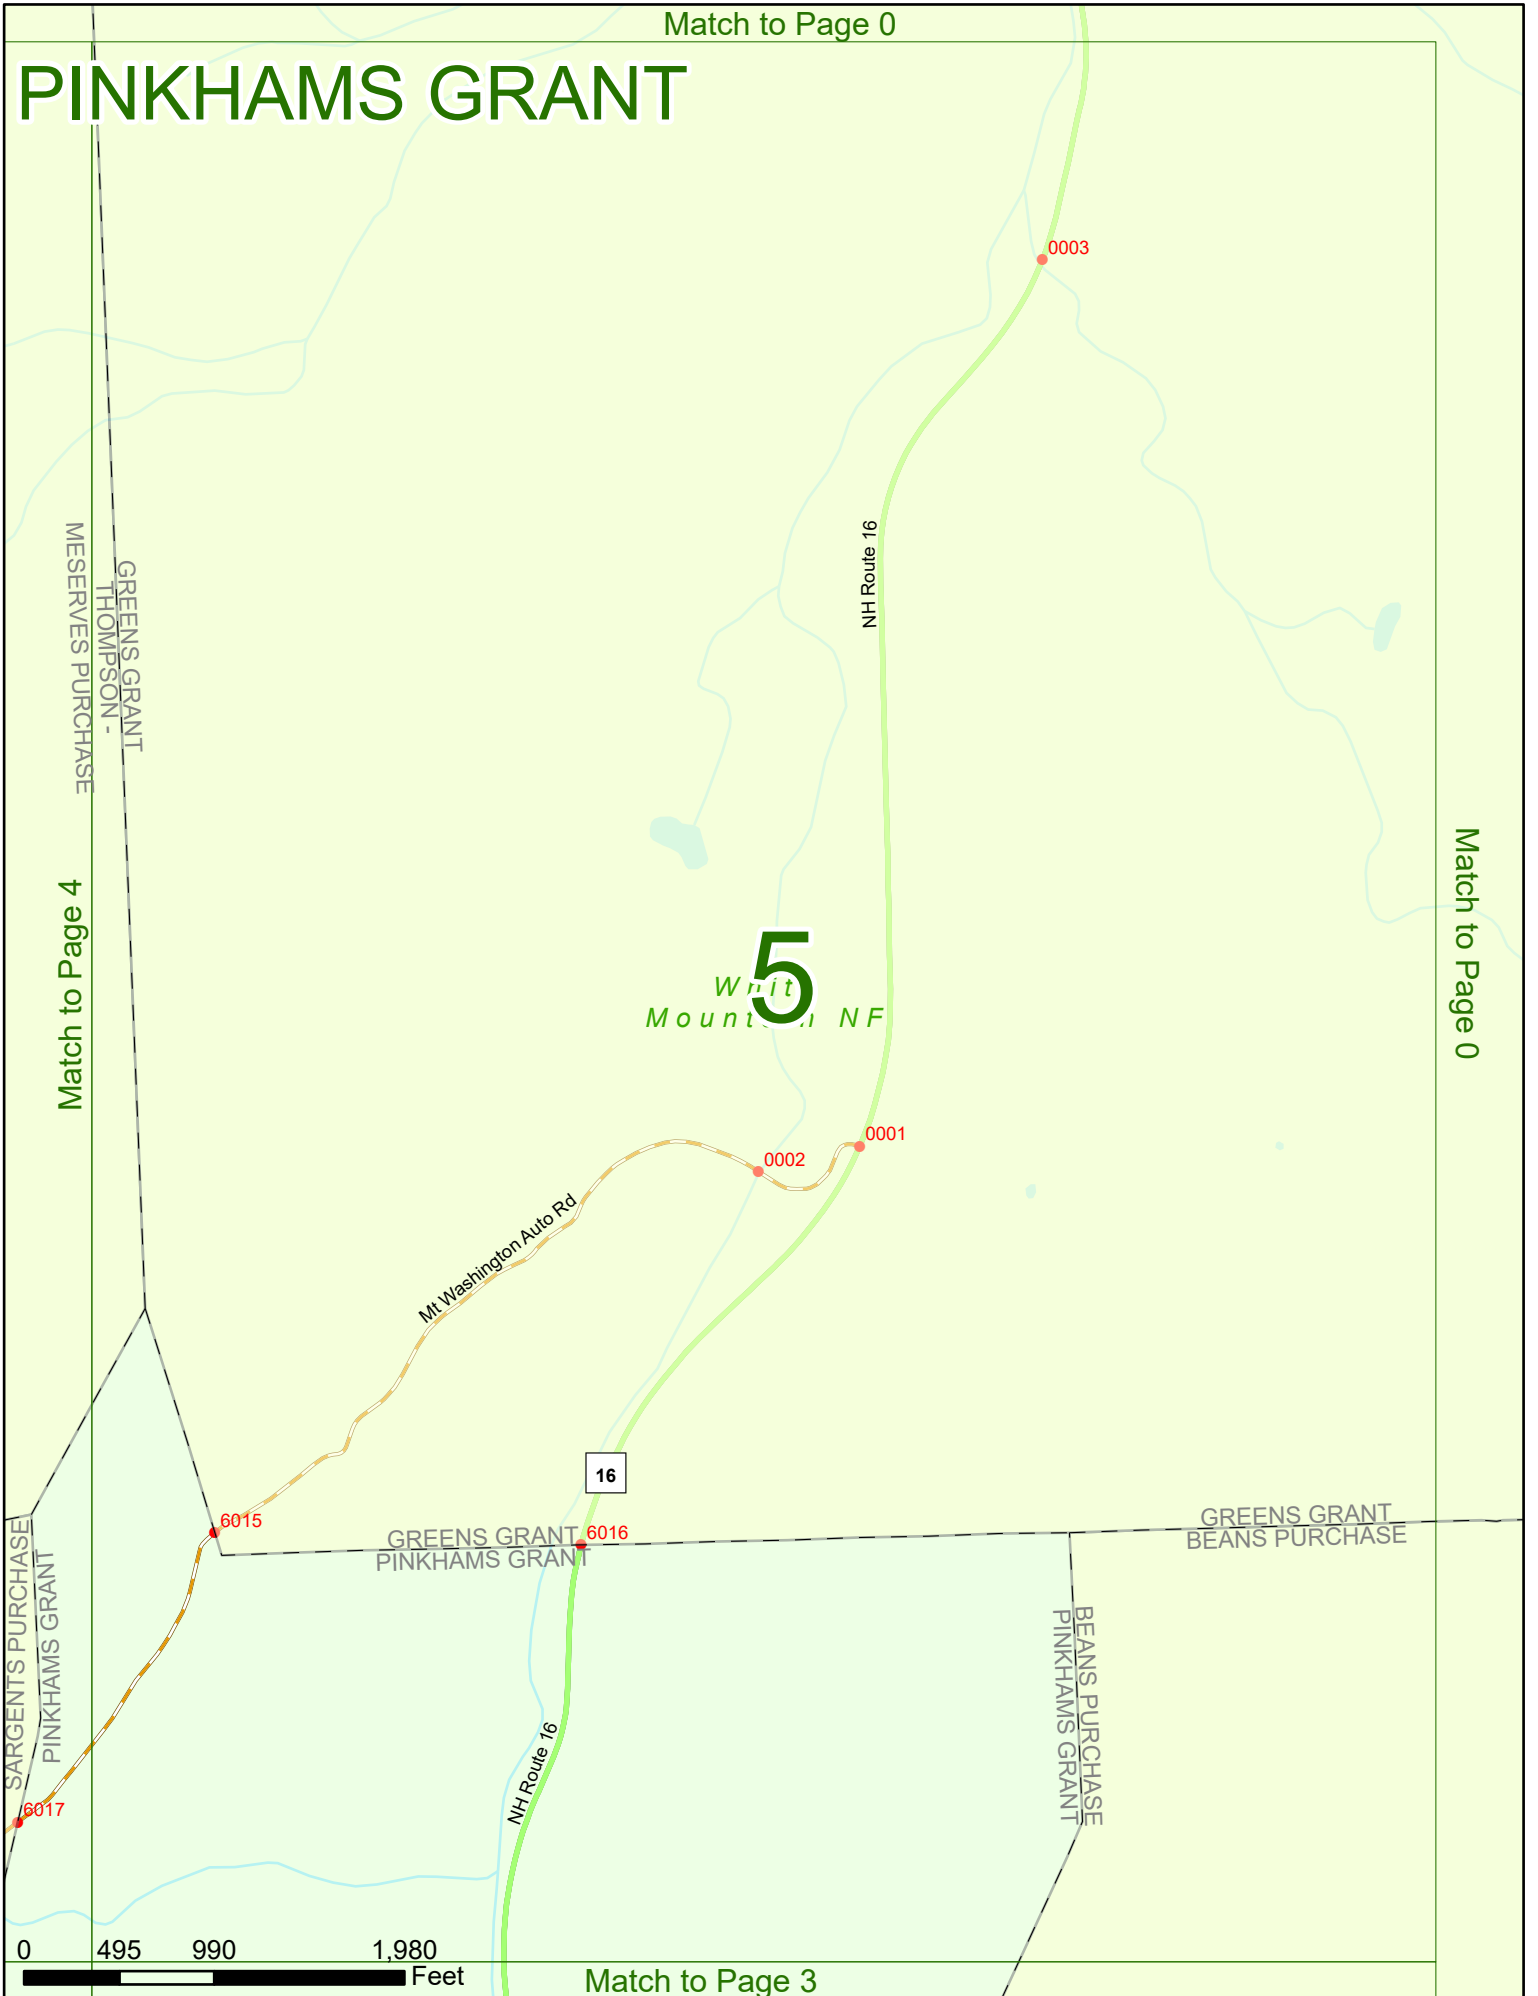 Match to Page 0
PINKHAMS GRANT
0003
NH Route 16
GREENS GRANT
THOMPSON -
MESERVES PURCHASE
Match to Page 4
Match to Page 0
5
Mountain NF
0001
0002
Mt Washington Auto Rd
16
6015
6016
GREENS GRANT
PINKHAMS GRANT
GREENS GRANT
BEANS PURCHASE
SARGENTS PURCHASE
PINKHAMS GRANT
BEANS PURCHASE
PINKHAMS GRANT
NH Route 16
6017
0 495 990 1,980
Feet
Match to Page 3